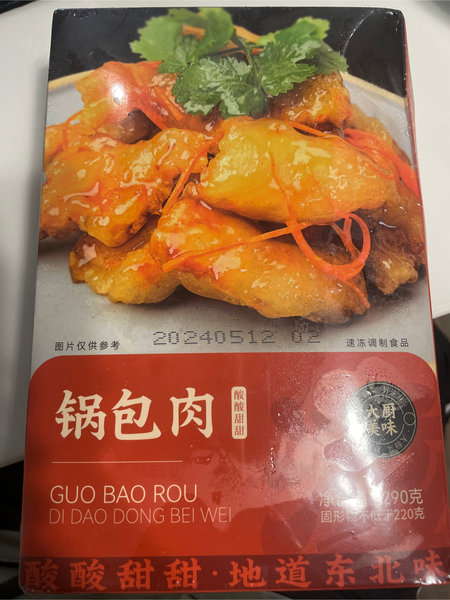 20240512 02
图片仅供参考
速冻调制食品
锅包肉
酸酸甜甜
大厨
美味
GUO BAO ROU
DI DAO DONG BEI WEI
290克
固形物不低于220克
酸酸甜甜·地道东北味